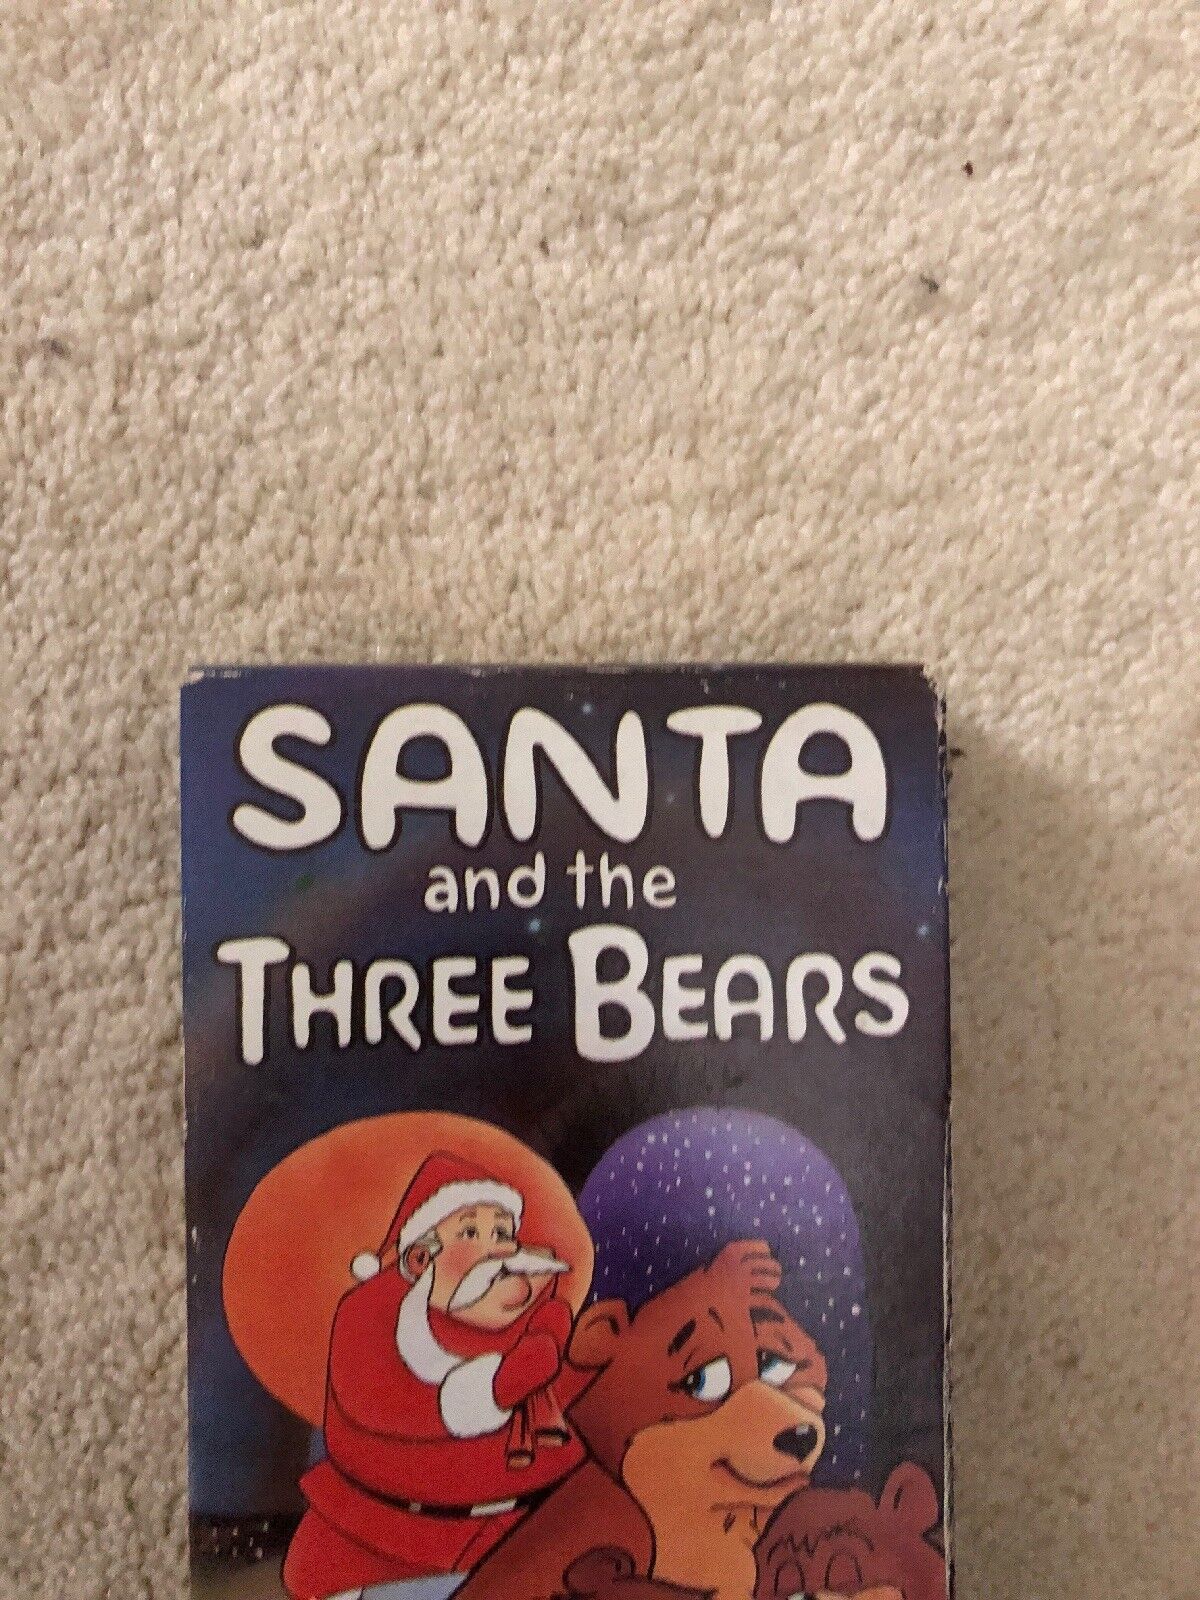 SANTA
and the
THREE BEARS